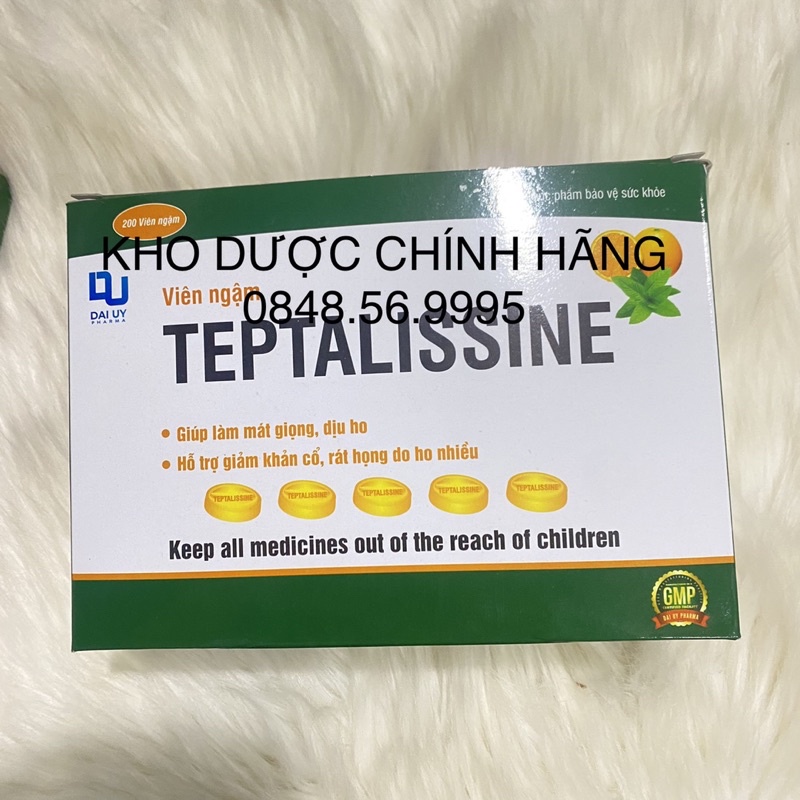 200 Viên ngậm
phẩm bảo vệ sức khỏe
KHO DƯỢC CHÍNH HÃNG
0848.56.9995
DAI UY
PHARMA
Viên ngậm
TEPTALISSINE
• Giúp làm mát giọng, dịu ho
• Hỗ trợ giảm khản cổ, rát họng do ho nhiều
TEPTALISSINE TEPTALISSINE TEPTALISSINE TEPTALISSINE TEPTALISSINE
Keep all medicines out of the reach of children
GMP
DAI UY PHARMA